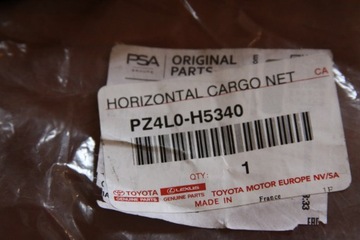 PSA
ORIGINAL
PARTS
HORIZONTAL CARGO NET
CA
PZ4L0-H5340
QTY:
1
TOYOTA
GENUINE PARTS
LEXUS
GENUINE PARTS
TOYOTA MOTOR EUROPE NV/SA
MADE IN
France